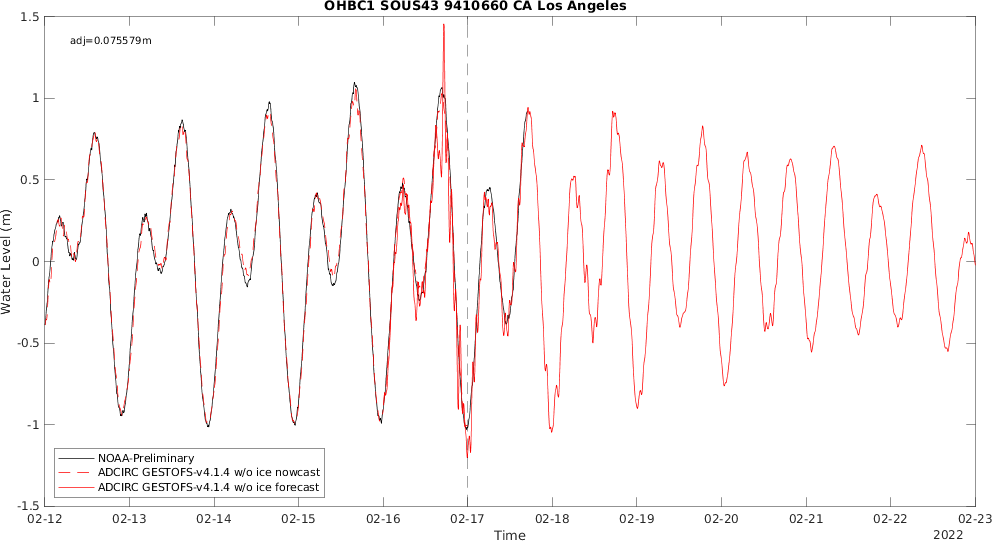 OHBC1 SOUS43 9410660 CA Los Angeles
adj=0.075579m
Water Level (m)
1.5
1
0.5
0
-0.5
-1
-1.5
NOAA-Preliminary
ADCIRC GESTOFS-v4.1.4 w/o ice nowcast
ADCIRC GESTOFS-v4.1.4 w/o ice forecast
02-12 02-13 02-14 02-15 02-16 02-17 02-18 02-19 02-20 02-21 02-22 02-23
Time
2022